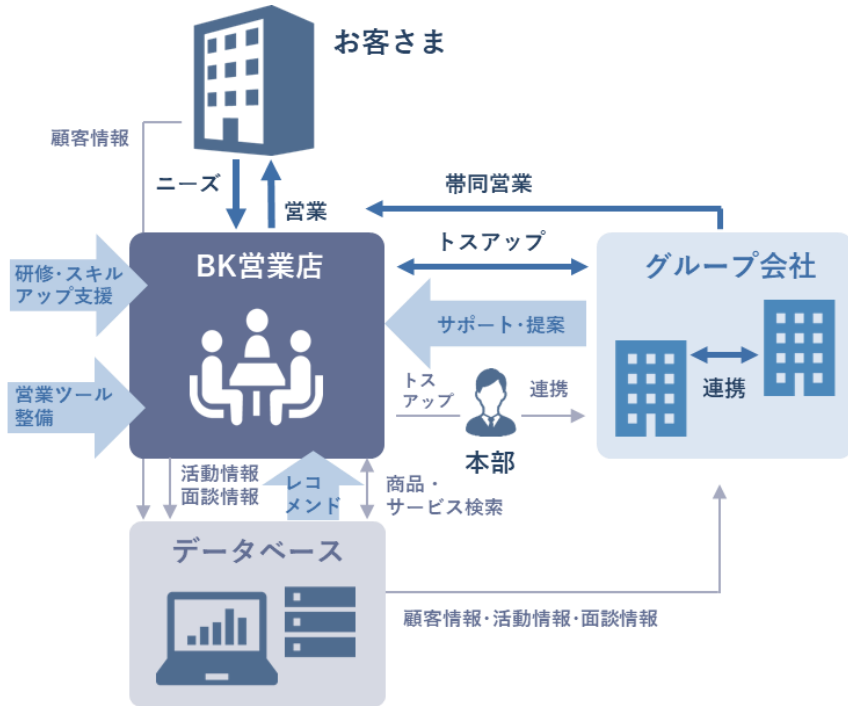 お客さま
顧客情報
ニーズ
営業
帯同営業
トスアップ
BK営業店
グループ会社
研修･スキル
アップ支援
サポート･提案
連携
営業ツール
整備
トス
アップ
連携
本部
活動情報
面談情報
レコ
メンド
商品・
サービス検索
データベース
顧客情報･活動情報･面談情報